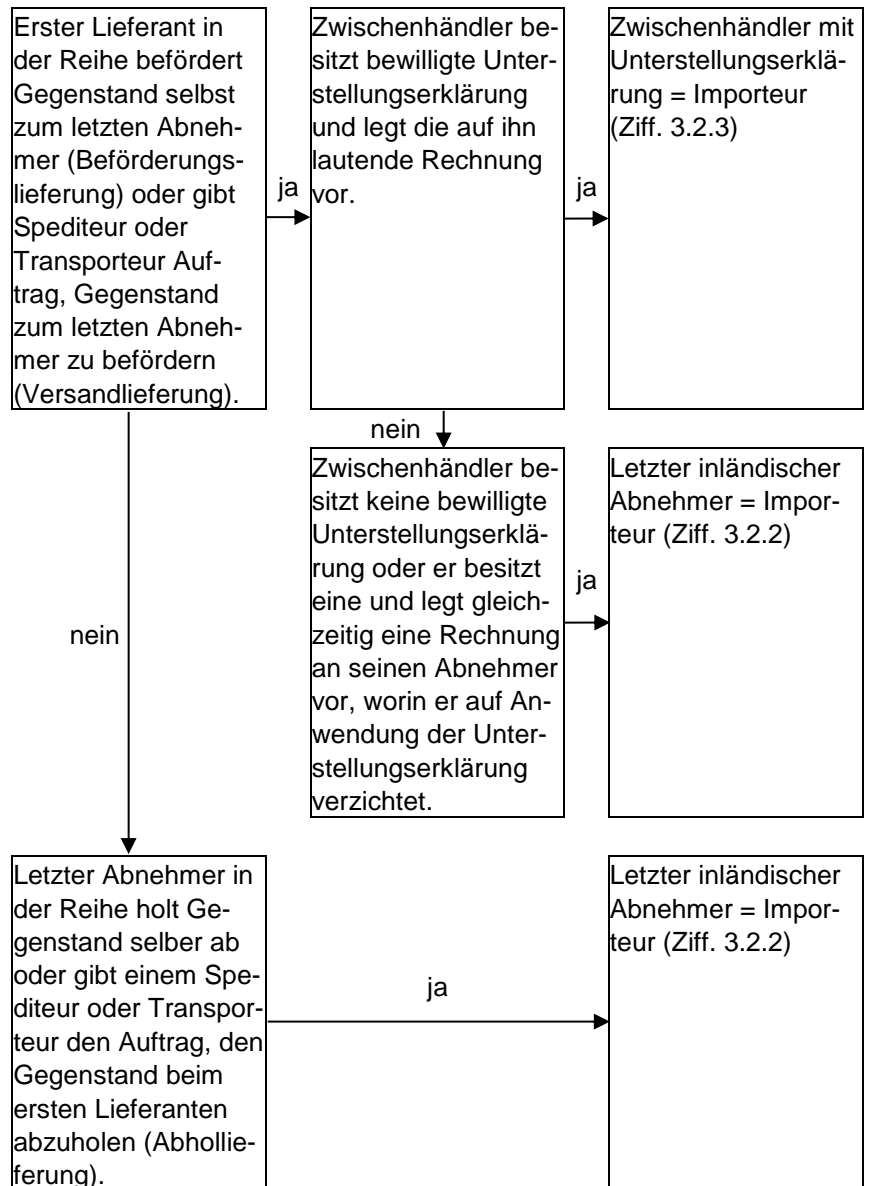 Erster Lieferant in
der Reihe befördert
Gegenstand selbst
zum letzten Abneh-
mer (Beförderungs-
lieferung) oder gibt
Spediteur oder
Transporteur Auf-
trag, Gegenstand
zum letzten Abneh-
mer zu befördern
(Versandlieferung).
ja
Zwischenhändler be-
sitzt bewilligte Unter-
stellungserklärung
und legt die auf ihn
lautende Rechnung
vor.
ja
Zwischenhändler mit
Unterstellungserklä-
rung = Importeur
(Ziff. 3.2.3)
nein
Zwischenhändler be-
sitzt keine bewilligte
Unterstellungserklä-
rung oder er besitzt
eine und legt gleich-
zeitig eine Rechnung
an seinen Abnehmer
vor, worin er auf An-
wendung der Unter-
stellungserklärung
verzichtet.
ja
Letzter inländischer
Abnehmer = Impor-
teur (Ziff. 3.2.2)
nein
Letzter Abnehmer in
der Reihe holt Ge-
genstand selber ab
oder gibt einem Spe-
diteur oder Transpor-
teur den Auftrag, den
Gegenstand beim
ersten Lieferanten
abzuholen (Abhollie-
ferung).
ja
Letzter inländischer
Abnehmer = Impor-
teur (Ziff. 3.2.2)